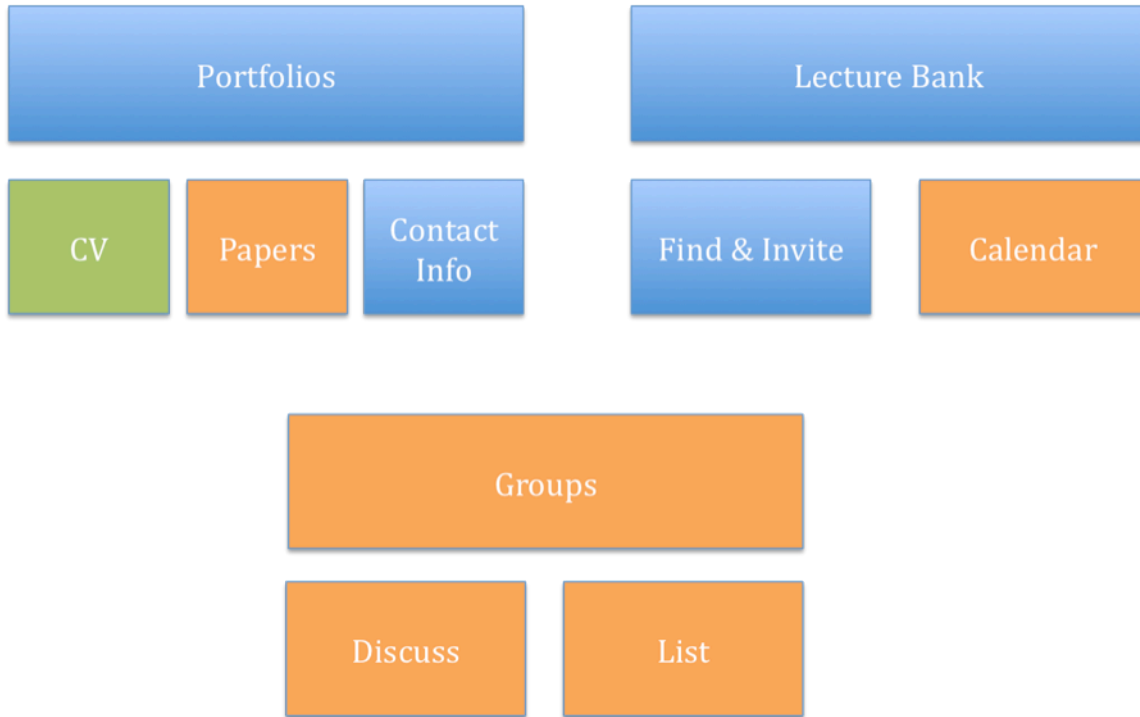 Portfolios
Lecture Bank
CV
Papers
Contact
Info
Find & Invite
Calendar
Groups
Discuss
List